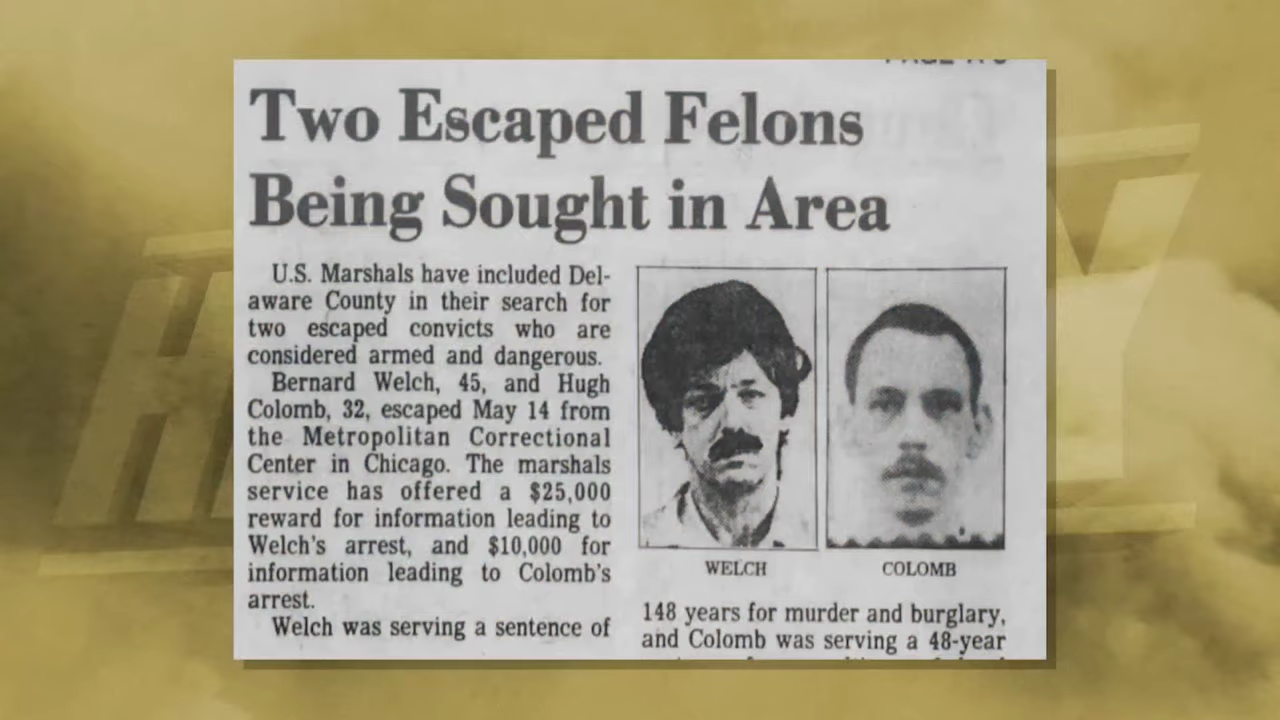 Two Escaped Felons
Being Sought in Area
U.S. Marshals have included Del-
aware County in their search for
two escaped convicts who are
considered armed and dangerous.
Bernard Welch, 45, and Hugh
Colomb, 32, escaped May 14 from
the Metropolitan Correctional
Center in Chicago. The marshals
service has offered a $25,000
reward for information leading to
Welch's arrest, and $10,000 for
information leading to Colomb's
arrest.
Welch was serving a sentence of
WELCH
COLOMB
148 years for murder and burglary,
and Colomb was serving a 48-year